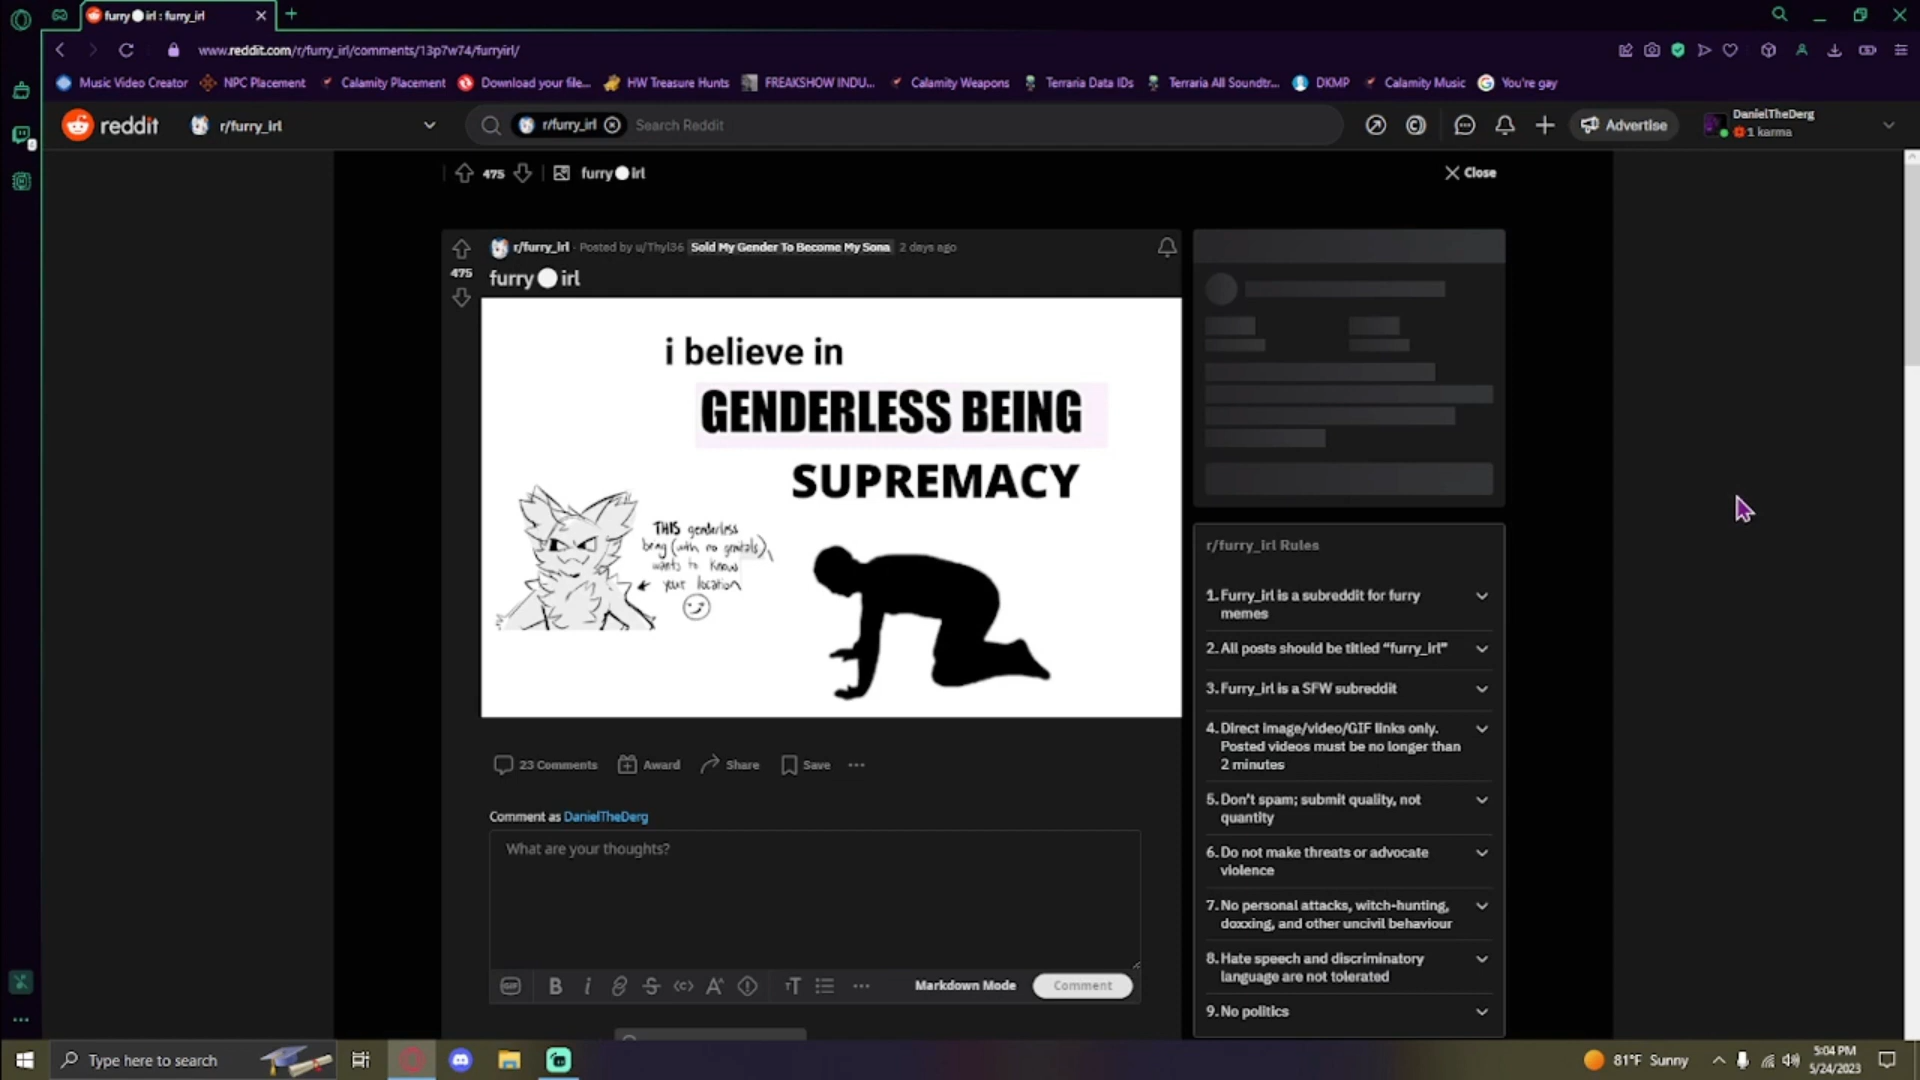 furry⚪irl : furry_irl
www.reddit.com/r/furry_irl/comments/13p7w74/furryirl/
Music Video Creator NPC Placement Calamity Placement Download your file... HW Treasure Hunts FREAKSHOW INDU... Calamity Weapons Terraria Data IDs Terraria All Soundtr... DKMP Calamity Music You're gay
reddit r/furry_irl r/furry_irl Search Reddit Advertise DanielTheDerg
1 karma
475 furry⚪irl Close
r/furry_irl · Posted by u/Thyl36 Sold My Gender To Become My Sona 2 days ago
475
furry⚪irl
i believe in
GENDERLESS BEING
SUPREMACY
THIS genderless
being (with no genitals)
wants to know
your location
23 Comments Award Share Save
Comment as DanielTheDerg
What are your thoughts?
GIF B i Markdown Mode Comment
r/furry_irl Rules
1. Furry_irl is a subreddit for furry
memes
2. All posts should be titled “furry_irl”
3. Furry_irl is a SFW subreddit
4. Direct image/video/GIF links only.
Posted videos must be no longer than
2 minutes
5. Don't spam; submit quality, not
quantity
6. Do not make threats or advocate
violence
7. No personal attacks, witch-hunting,
doxxing, and other uncivil behaviour
8. Hate speech and discriminatory
language are not tolerated
9. No politics
Type here to search 81°F Sunny 5:04 PM
5/24/2023